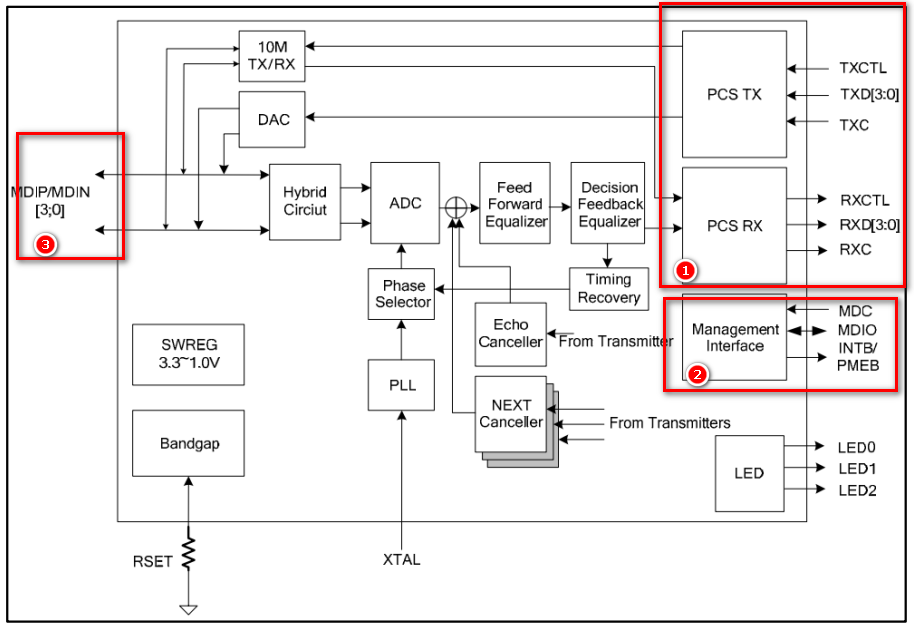 10M
TX/RX
DAC
MDIP/MDIN
[3;0]
3
Hybrid
Circiut
ADC
Feed
Forward
Equalizer
Decision
Feedback
Equalizer
Phase
Selector
Timing
Recovery
Echo
Canceller
From Transmitter
PLL
NEXT
Canceller
From Transmitters
SWREG
3.3~1.0V
Bandgap
RSET
XTAL
PCS TX
TXCTL
TXD[3:0]
TXC
PCS RX
RXCTL
RXD[3:0]
RXC
1
Management
Interface
2
MDC
MDIO
INTB/
PMEB
LED
LED0
LED1
LED2